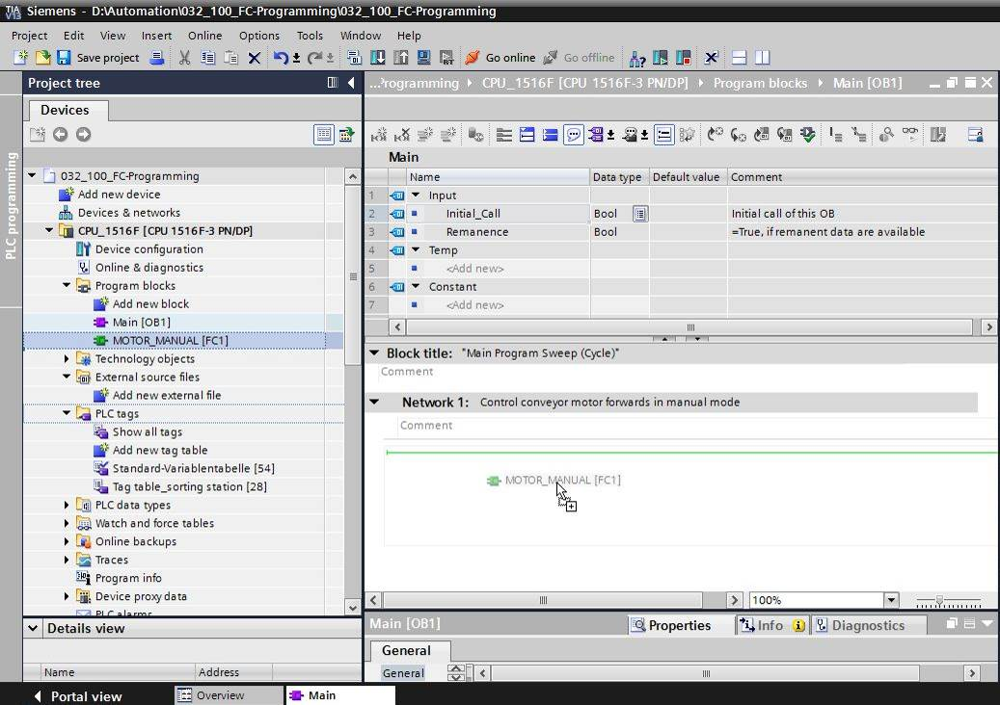 TIA V13 Siemens - D:\Automation\032_100_FC-Programming\032_100_FC-Programming
Project Edit View Insert Online Options Tools Window Help
Save project Go online Go offline
Project tree
...Programming CPU_1516F [CPU 1516F-3 PN/DP] Program blocks Main [OB1]
Devices
PLC programming
032_100_FC-Programming
Add new device
Devices & networks
CPU_1516F [CPU 1516F-3 PN/DP]
Device configuration
Online & diagnostics
Program blocks
Add new block
Main [OB1]
MOTOR_MANUAL [FC1]
Technology objects
External source files
Add new external file
PLC tags
Show all tags
Add new tag table
Standard-Variablentabelle [54]
Tag table_sorting station [28]
PLC data types
Watch and force tables
Online backups
Traces
Program info
Device proxy data
PLC alarms
Details view
Name Address
Main
Name Data type Default value Comment
1 Input
2 Initial_Call Bool Initial call of this OB
3 Remanence Bool =True, if remanent data are available
4 Temp
5 <Add new>
6 Constant
7 <Add new>
Block title: "Main Program Sweep (Cycle)"
Comment
Network 1: Control conveyor motor forwards in manual mode
Comment
MOTOR_MANUAL [FC1]
100%
Main [OB1] Properties Info Diagnostics
General
General
Portal view Overview Main